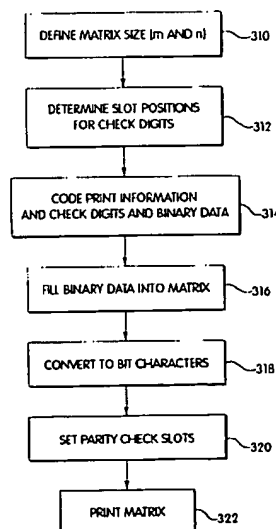 DEFINE MATRIX SIZE (m AND n)
310
DETERMINE SLOT POSITIONS
FOR CHECK DIGITS
312
CODE PRINT INFORMATION
AND CHECK DIGITS AND BINARY DATA
314
FILL BINARY DATA INTO MATRIX
316
CONVERT TO BIT CHARACTERS
318
SET PARITY CHECK SLOTS
320
PRINT MATRIX
322